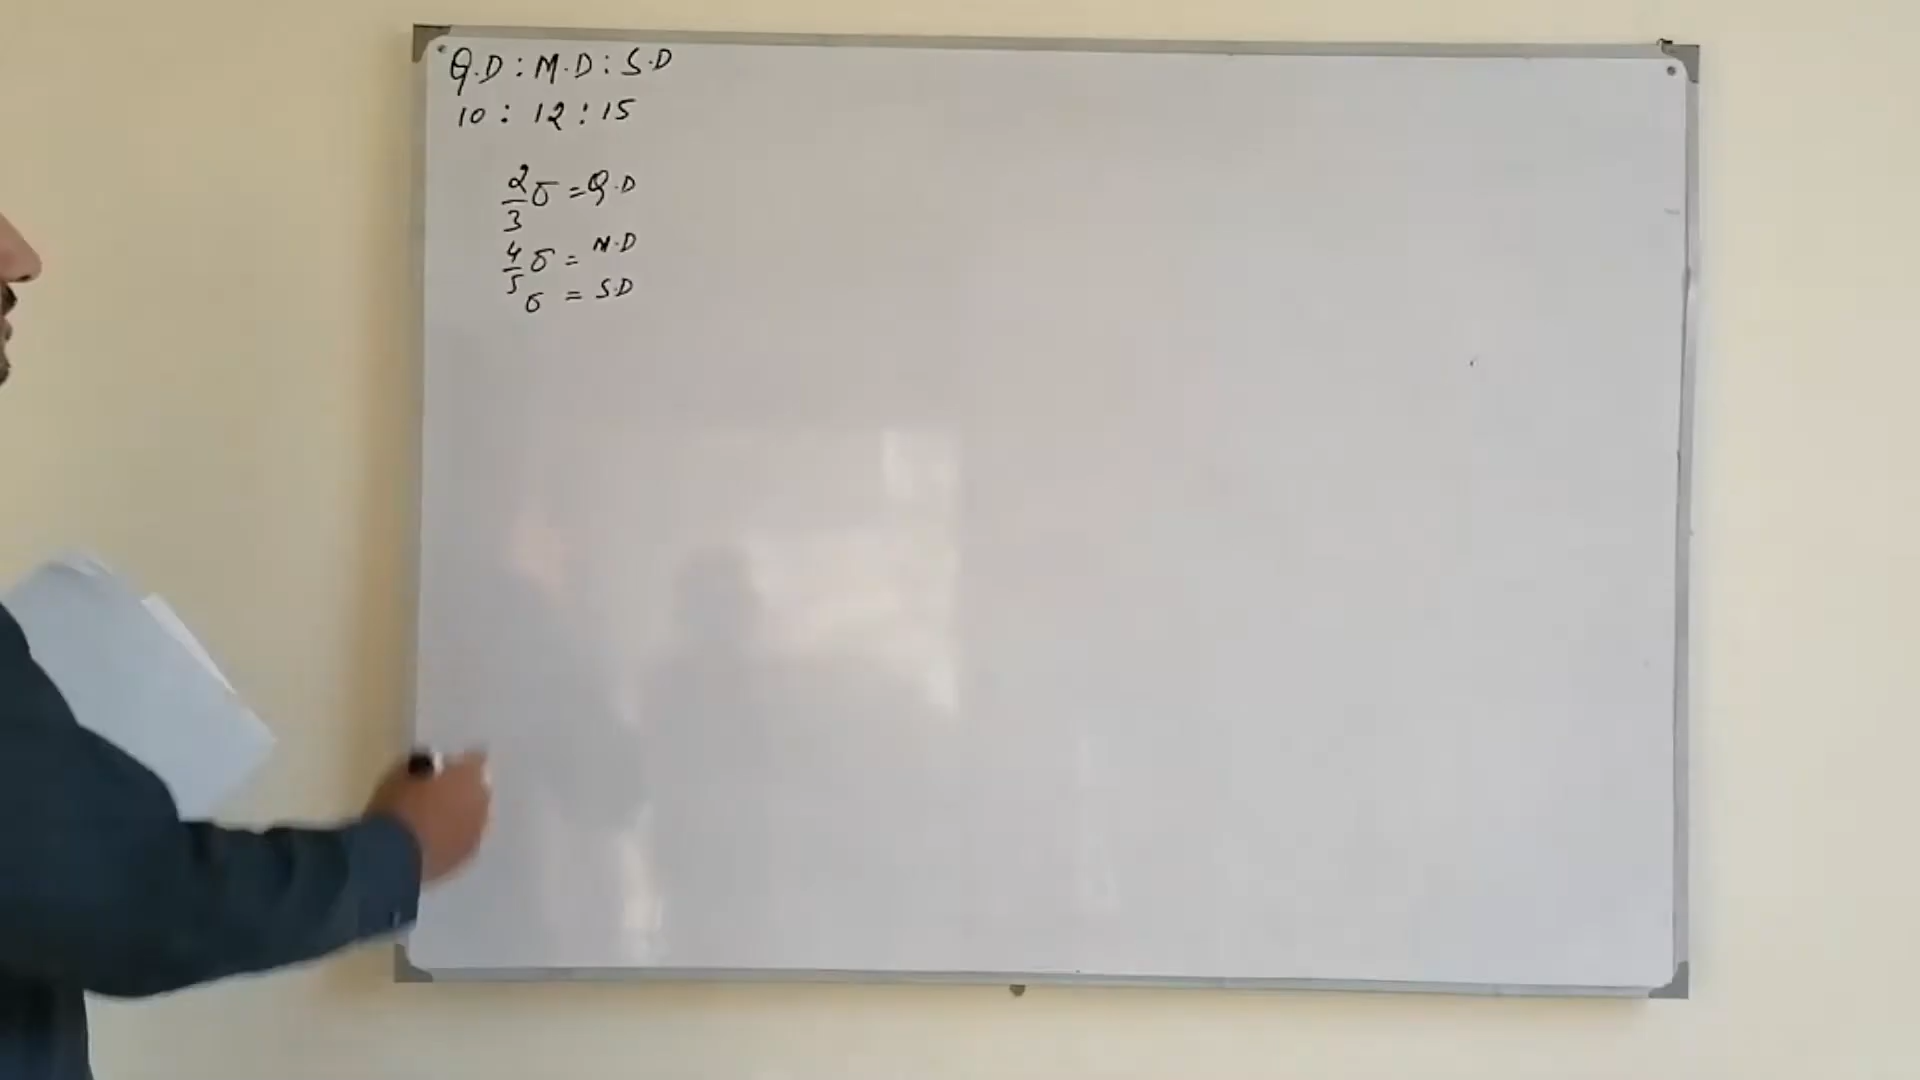 Q.D : M.D : S.D
10 : 12 : 15
2/3 σ = Q.D
4/5 σ = M.D
σ = S.D